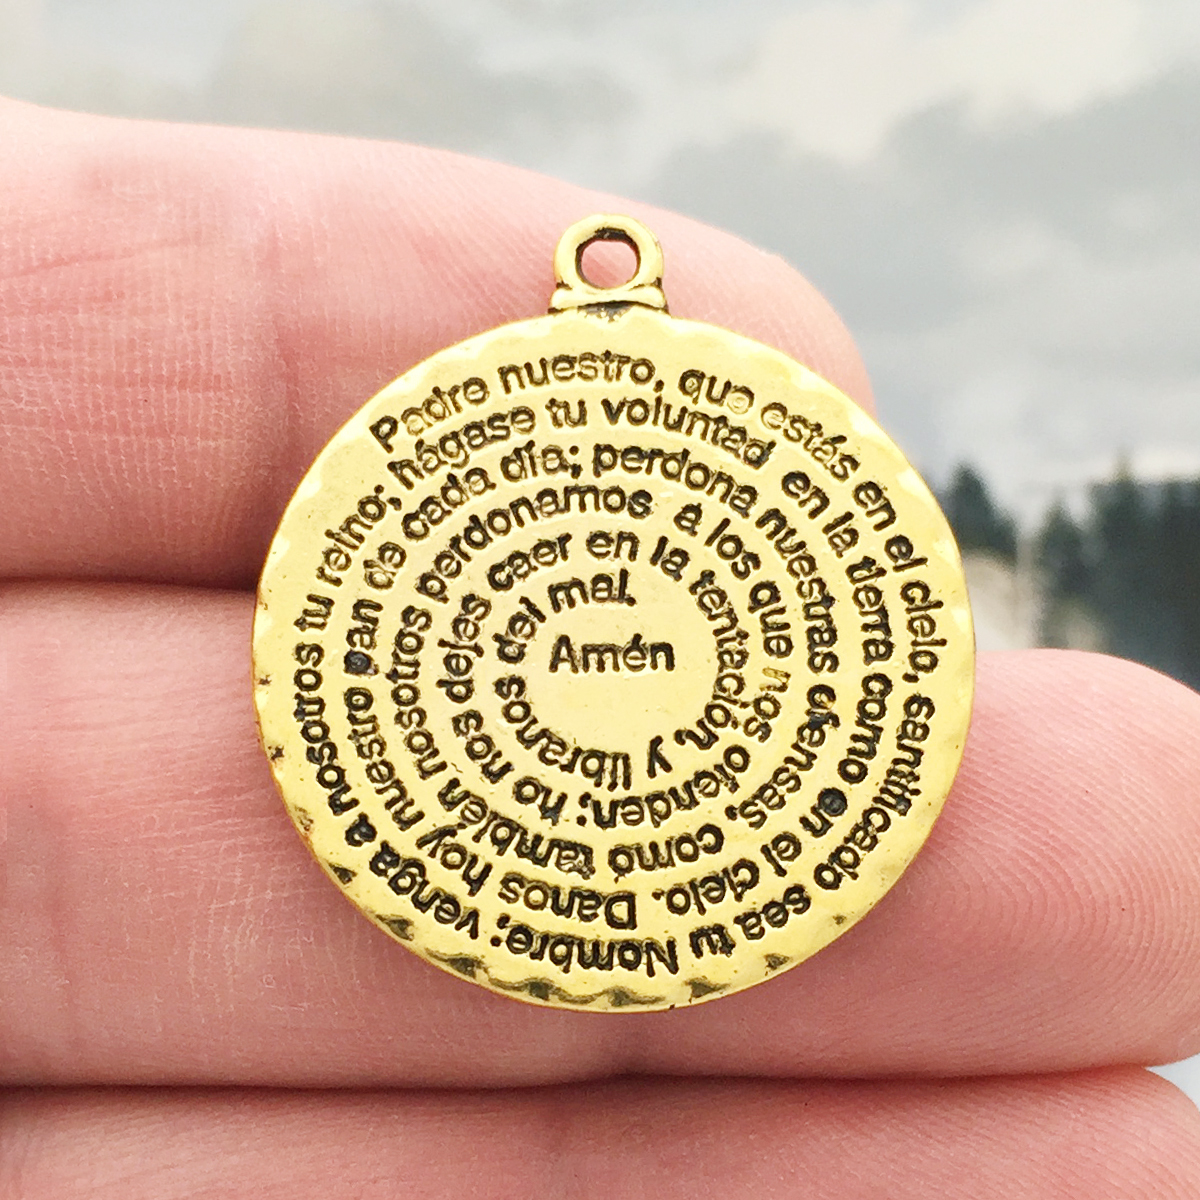 Padre nuestro, que estás en el cielo, santificado sea tu Nombre; venga a nosotros tu reino;
hágase tu voluntad en la tierra como en el cielo. Danos hoy nuestro pan de
cada día; perdona nuestras ofensas, como también nosotros
perdonamos a los que nos ofenden; no nos dejes
caer en la tentación, y libranos del mal.
Amén